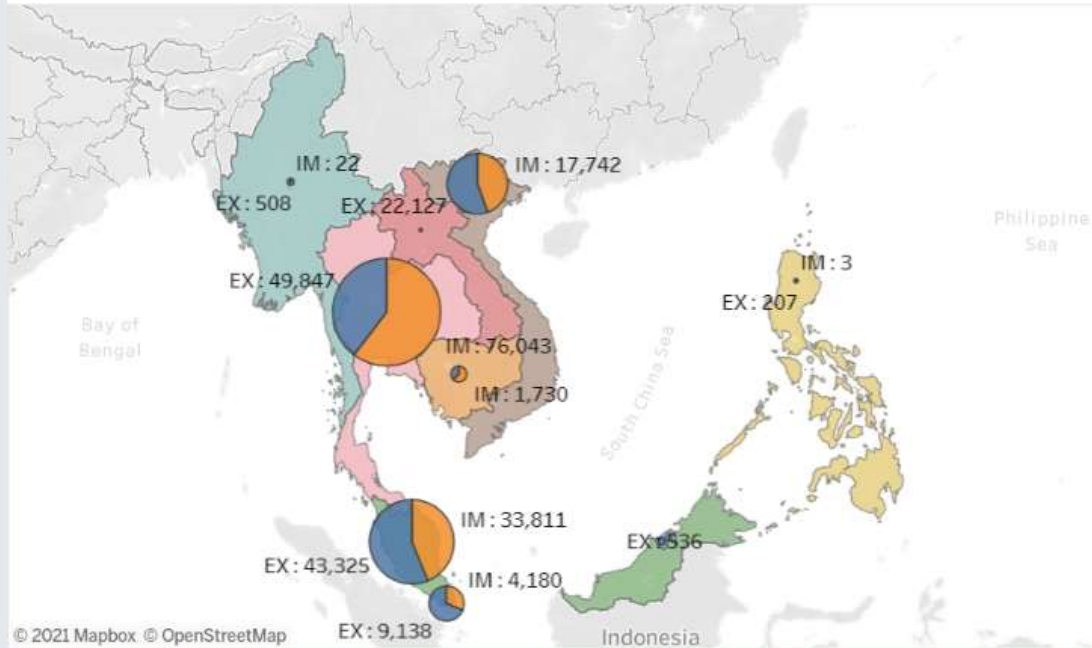 IM : 22
IM : 17,742
EX : 508
EX : 22,127
Philippine
Sea
IM : 3
EX : 49,847
EX : 207
Bay of
Bengal
IM : 76,043
IM : 1,730
South China Sea
IM : 33,811
EX : 536
EX : 43,325
IM : 4,180
EX : 9,138
© 2021 Mapbox © OpenStreetMap
Indonesia